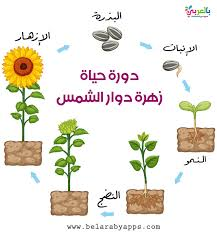 بالعربي
البذرة
الإنبات
الإزهار
دورة حياة
زهرة دوار الشمس
النمو
النضج
www.belarabyapps.com